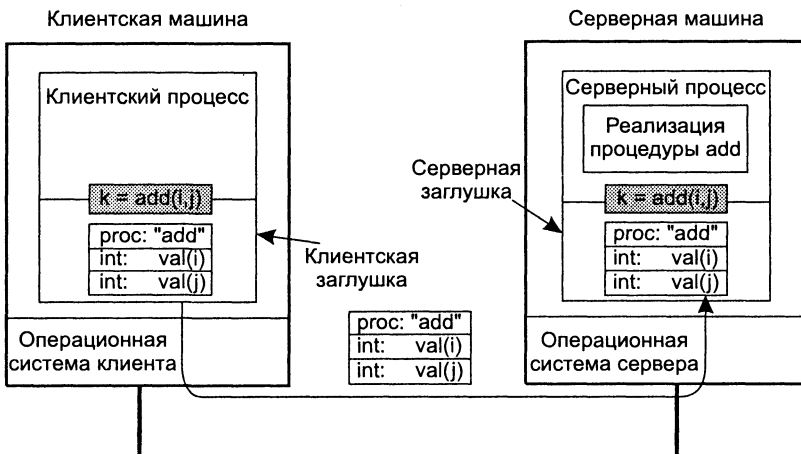 Клиентская машина
Серверная машина
Клиентский процесс
Серверный процесс
Реализация
процедуры add
Серверная
заглушка
k = add(i,j)
k = add(i,j)
proc: "add"
int: val(i)
int: val(j)
proc: "add"
int: val(i)
int: val(j)
Клиентская
заглушка
proc: "add"
int: val(i)
int: val(j)
Операционная
система клиента
Операционная
система сервера